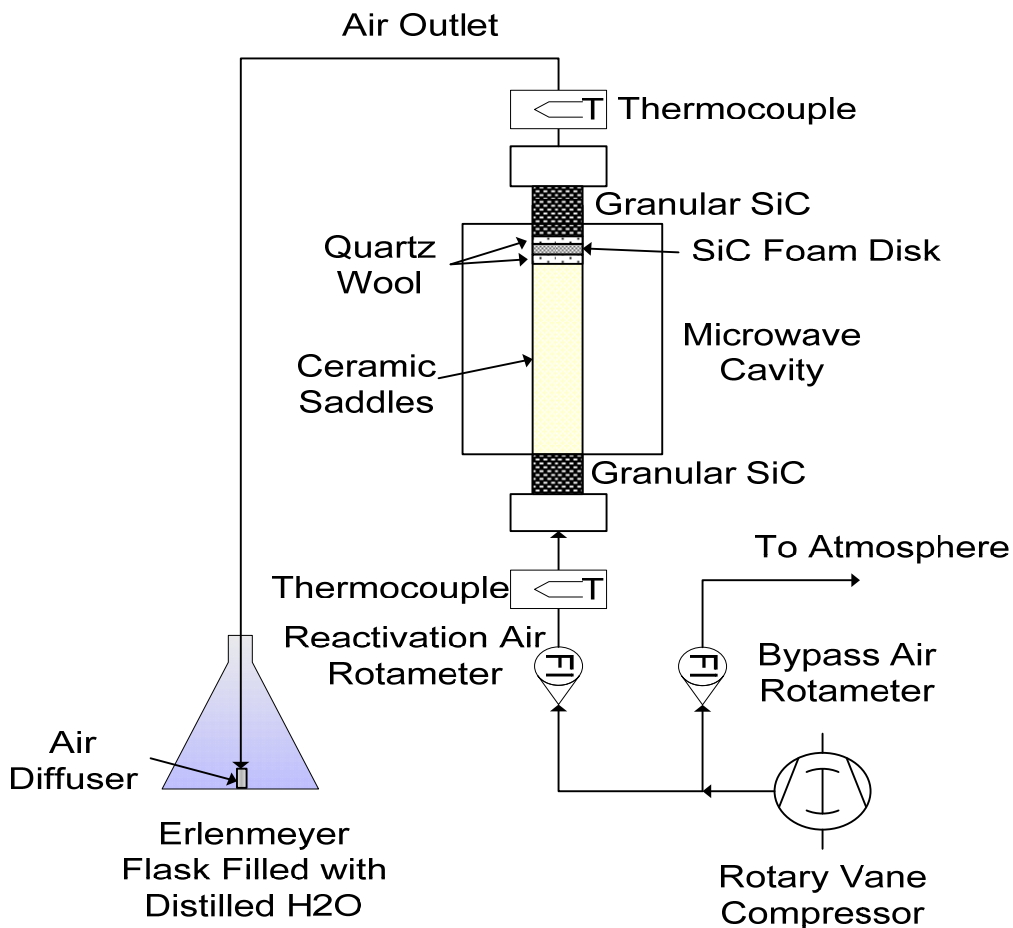 Air Outlet
T
Thermocouple
Granular SiC
Quartz
Wool
SiC Foam Disk
Microwave
Cavity
Ceramic
Saddles
Granular SiC
To Atmosphere
Thermocouple
T
Reactivation Air
Rotameter
FI
FI
Bypass Air
Rotameter
Air
Diffuser
Erlenmeyer
Flask Filled with
Distilled H2O
Rotary Vane
Compressor